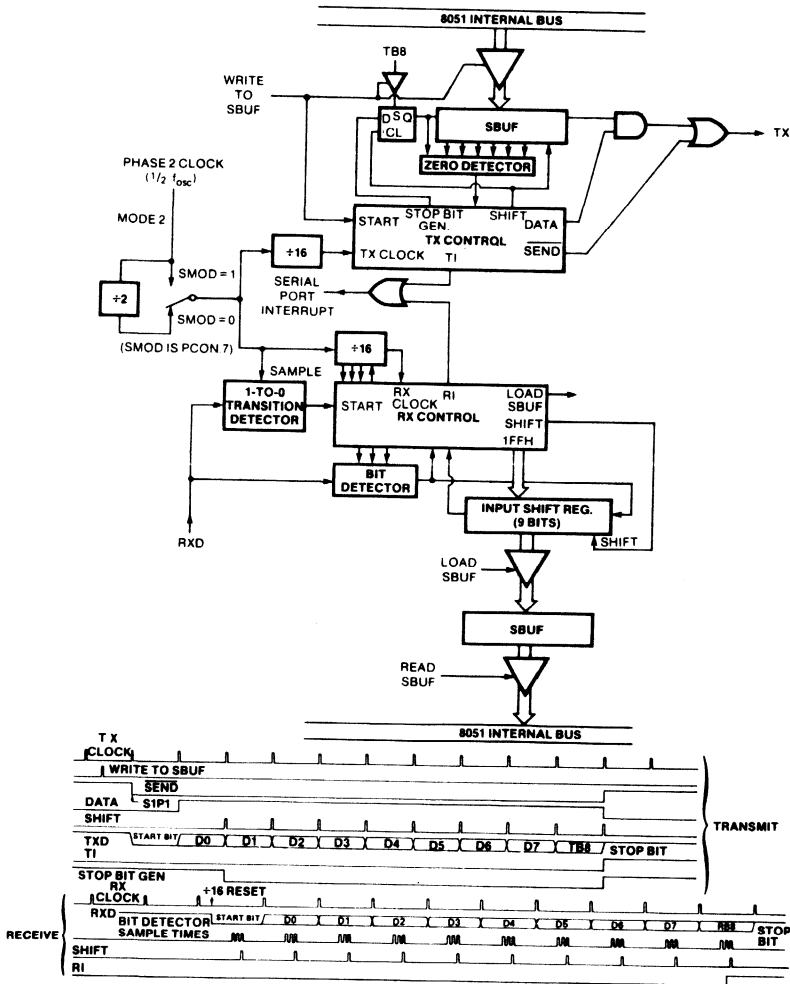 8051 INTERNAL BUS
TB8
WRITE
TO
SBUF
D S Q
CL
SBUF
TX
ZERO DETECTOR
PHASE 2 CLOCK
(1/2 fosc)
MODE 2
START
STOP BIT
GEN.
SHIFT
DATA
TX CONTROL
TX CLOCK
TI
SEND
÷16
SMOD = 1
÷2
SMOD = 0
(SMOD IS PCON.7)
SERIAL
PORT
INTERRUPT
÷16
SAMPLE
1-TO-0
TRANSITION
DETECTOR
START
RX
CLOCK
RI
RX CONTROL
LOAD
SBUF
SHIFT
1FFH
BIT
DETECTOR
INPUT SHIFT REG.
(9 BITS)
RXD
SHIFT
LOAD
SBUF
SBUF
READ
SBUF
8051 INTERNAL BUS
T X
CLOCK
WRITE TO SBUF
SEND
DATA
S1P1
SHIFT
TXD
START BIT
D0
D1
D2
D3
D4
D5
D6
D7
TB8
STOP BIT
TI
STOP BIT GEN
TRANSMIT
RX
CLOCK
÷16 RESET
RXD
START BIT
D0
D1
D2
D3
D4
D5
D6
D7
RB8
STOP
BIT
BIT DETECTOR
SAMPLE TIMES
SHIFT
RI
RECEIVE